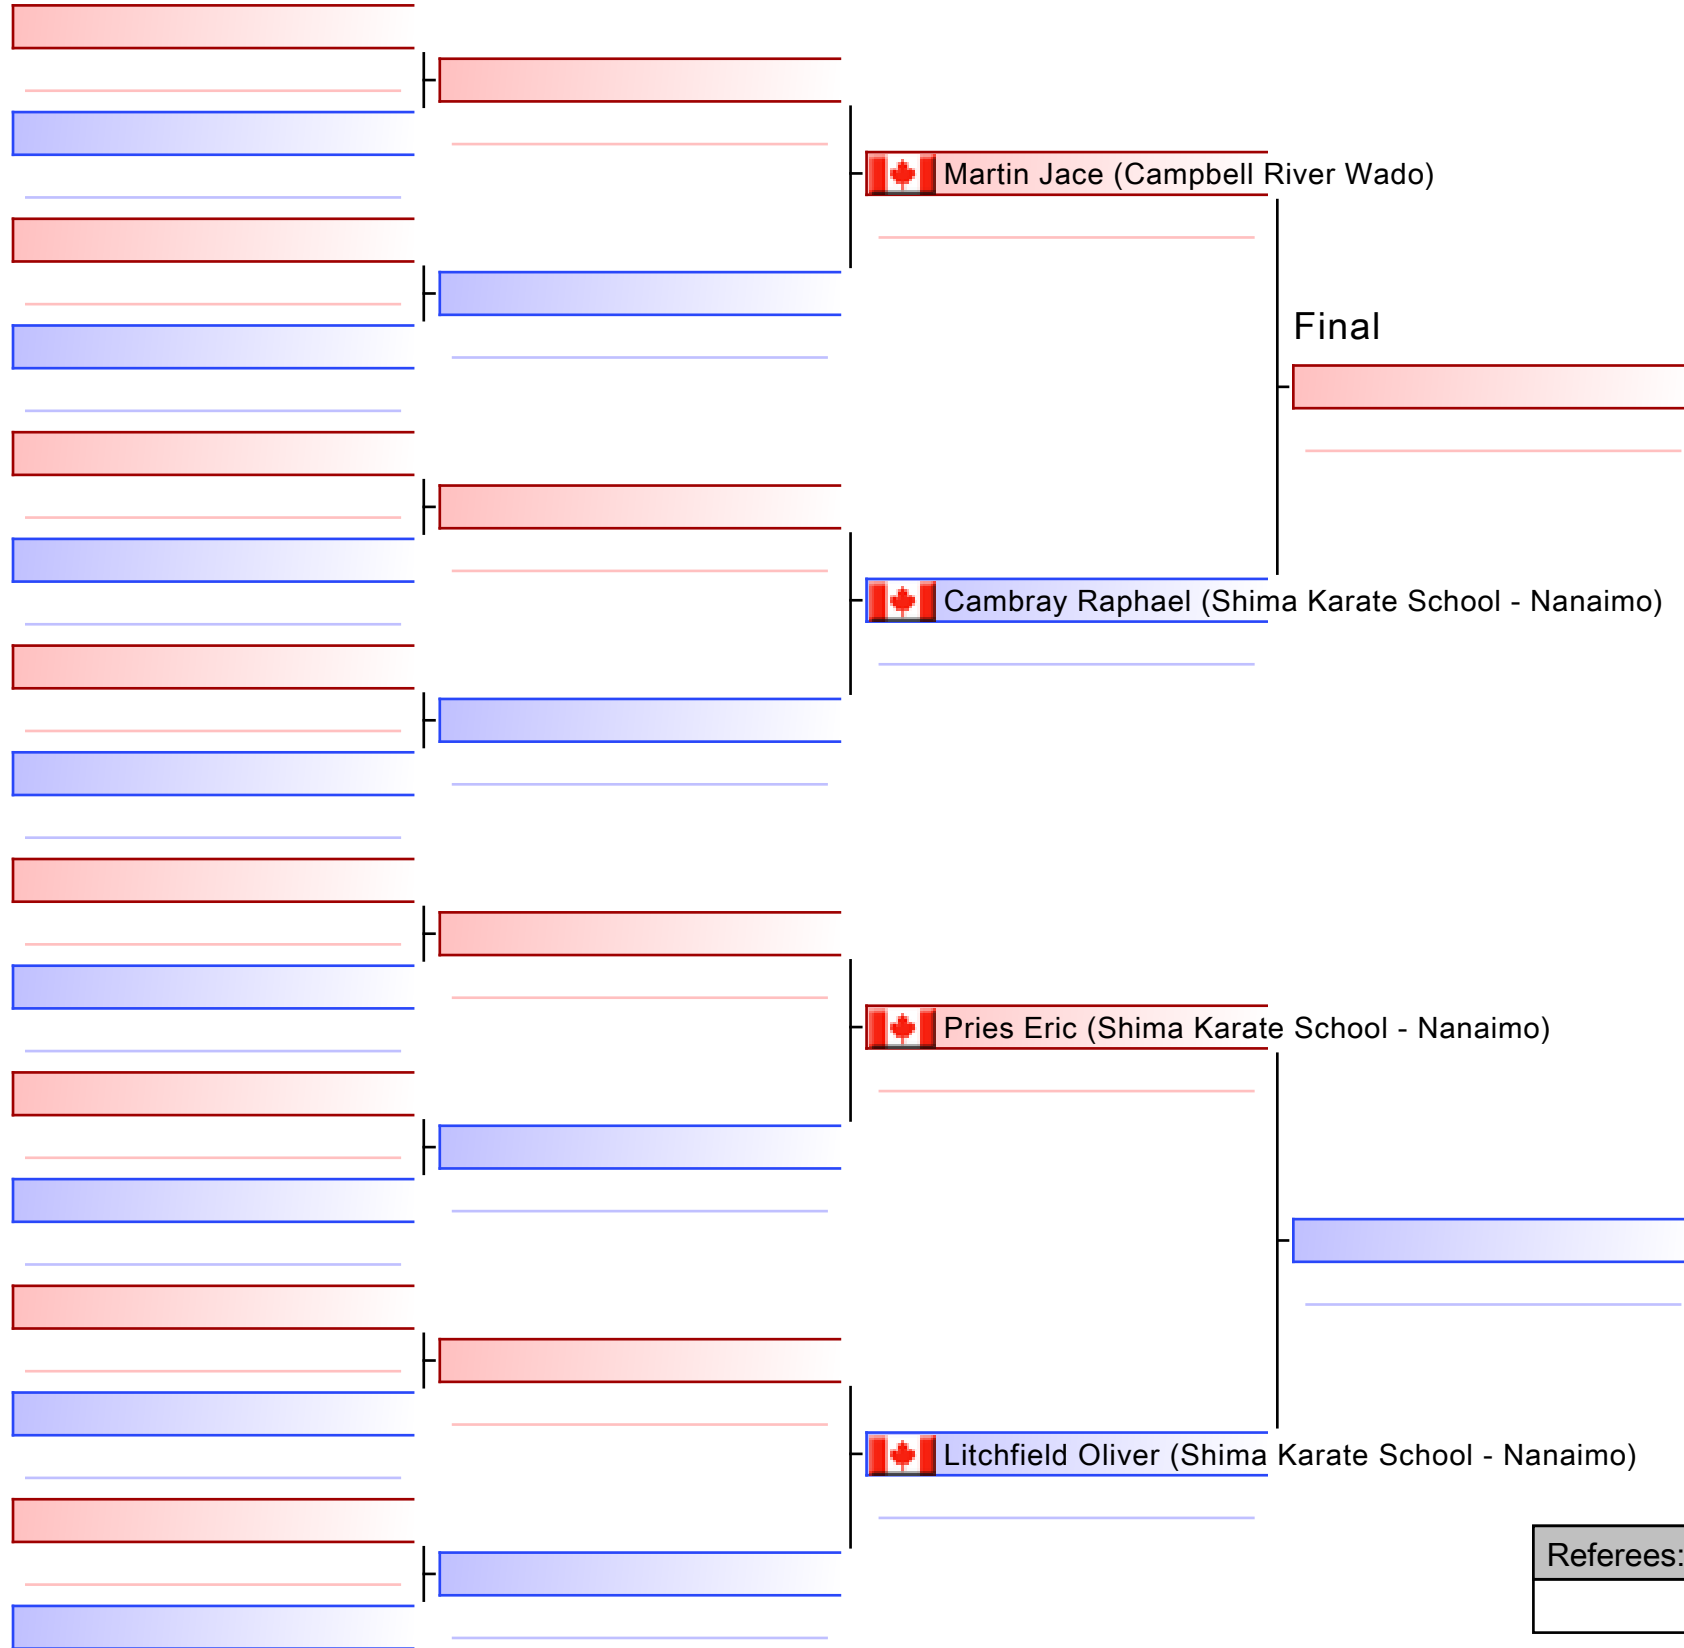 Martin Jace (Campbell River Wado)
Final
Cambray Raphael (Shima Karate School - Nanaimo)
Pries Eric (Shima Karate School - Nanaimo)
Litchfield Oliver (Shima Karate School - Nanaimo)
Referees: